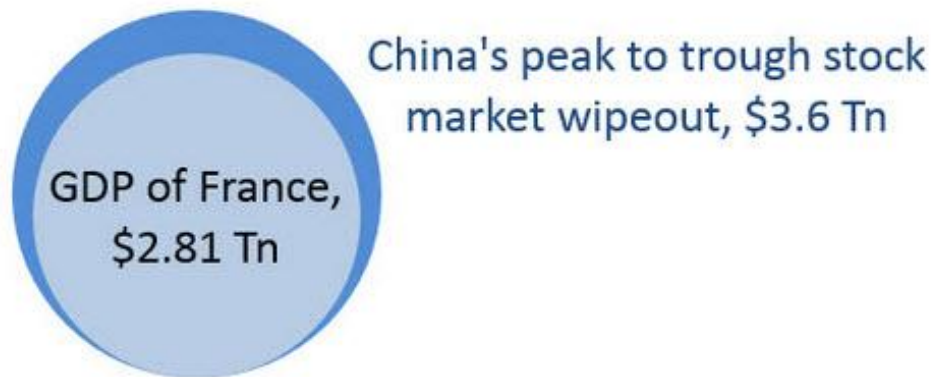 China's peak to trough stock
market wipeout, $3.6 Tn
GDP of France,
$2.81 Tn